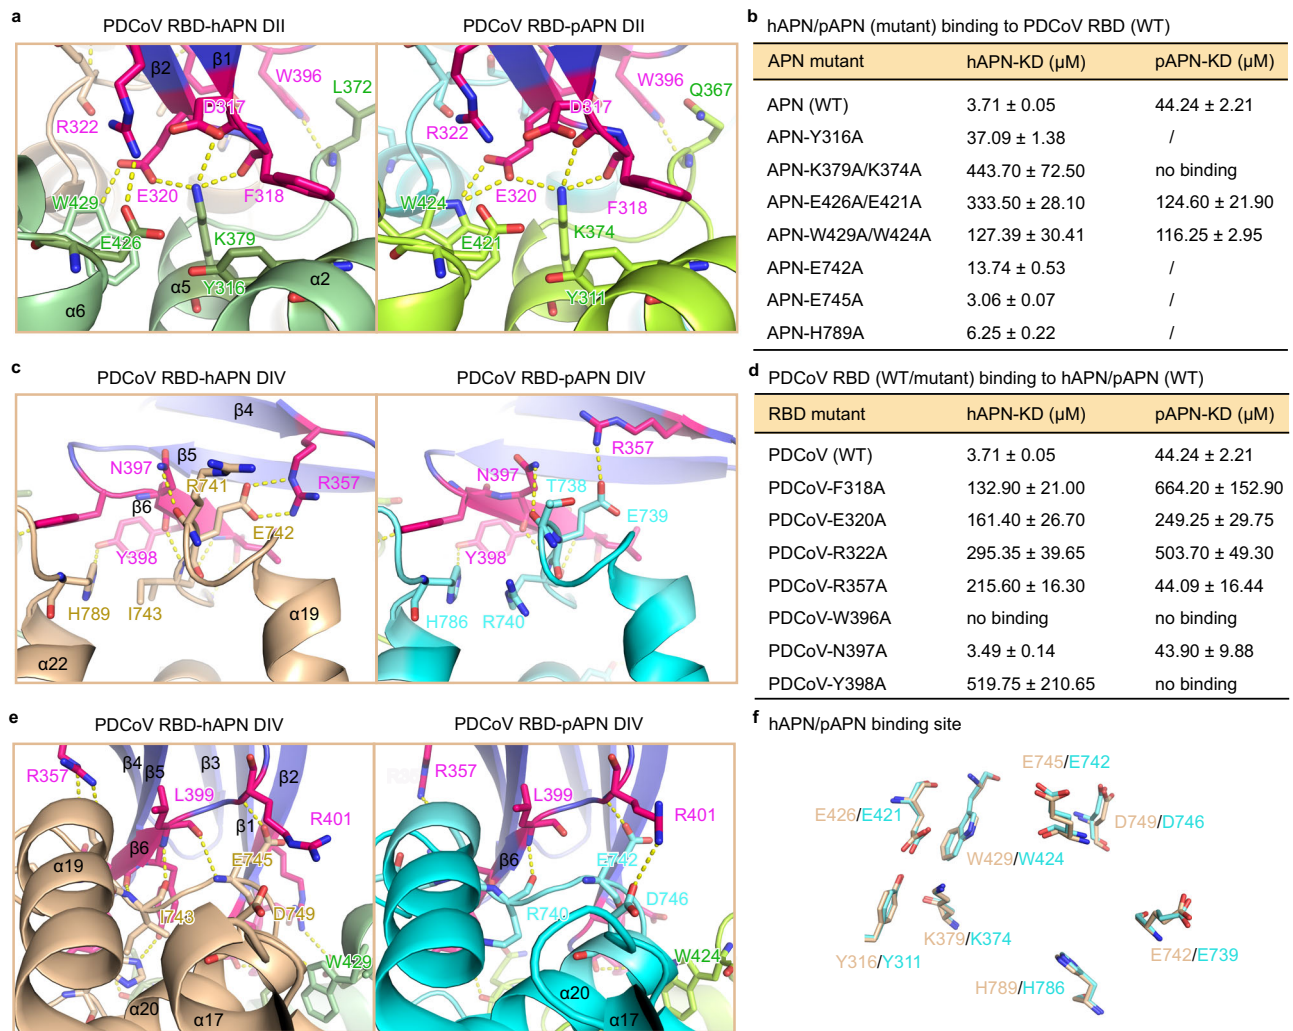 a
PDCoV RBD-hAPN DII
PDCoV RBD-pAPN DII
β2
β1
W396
L372
D317
R322
W429
E320
F318
E426
K379
Y316
α5
α2
α6
W396
Q367
D317
R322
W424
E320
F318
E421
K374
Y311
b
hAPN/pAPN (mutant) binding to PDCoV RBD (WT)
APN mutant hAPN-KD (µM) pAPN-KD (µM)
APN (WT) 3.71 ± 0.05 44.24 ± 2.21
APN-Y316A 37.09 ± 1.38 /
APN-K379A/K374A 443.70 ± 72.50 no binding
APN-E426A/E421A 333.50 ± 28.10 124.60 ± 21.90
APN-W429A/W424A 127.39 ± 30.41 116.25 ± 2.95
APN-E742A 13.74 ± 0.53 /
APN-E745A 3.06 ± 0.07 /
APN-H789A 6.25 ± 0.22 /
c
PDCoV RBD-hAPN DIV
PDCoV RBD-pAPN DIV
β4
β5
N397
R741
R357
β6
E742
Y398
H789
I743
α19
α22
R357
N397
T738
E739
Y398
H786
R740
d
PDCoV RBD (WT/mutant) binding to hAPN/pAPN (WT)
RBD mutant hAPN-KD (µM) pAPN-KD (µM)
PDCoV (WT) 3.71 ± 0.05 44.24 ± 2.21
PDCoV-F318A 132.90 ± 21.00 664.20 ± 152.90
PDCoV-E320A 161.40 ± 26.70 249.25 ± 29.75
PDCoV-R322A 295.35 ± 39.65 503.70 ± 49.30
PDCoV-R357A 215.60 ± 16.30 44.09 ± 16.44
PDCoV-W396A no binding no binding
PDCoV-N397A 3.49 ± 0.14 43.90 ± 9.88
PDCoV-Y398A 519.75 ± 210.65 no binding
e
PDCoV RBD-hAPN DIV
PDCoV RBD-pAPN DIV
R357
β4
β5
β3
β2
L399
R401
β1
β6
E745
α19
I743
D749
W429
α20
α17
R357
L399
R401
β6
E742
R740
D746
W424
α20
α17
f
hAPN/pAPN binding site
E745/E742
E426/E421
D749/D746
W429/W424
K379/K374
Y316/Y311
E742/E739
H789/H786